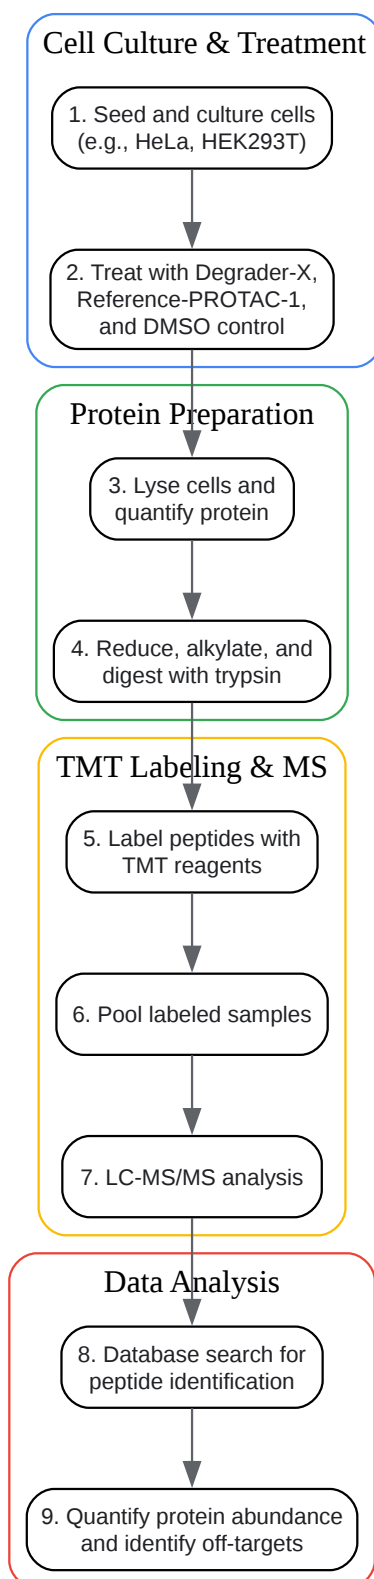 Cell Culture & Treatment
1. Seed and culture cells
(e.g., HeLa, HEK293T)
2. Treat with Degrader-X,
Reference-PROTAC-1,
and DMSO control
Protein Preparation
3. Lyse cells and
quantify protein
4. Reduce, alkylate, and
digest with trypsin
TMT Labeling & MS
5. Label peptides with
TMT reagents
6. Pool labeled samples
7. LC-MS/MS analysis
Data Analysis
8. Database search for
peptide identification
9. Quantify protein abundance
and identify off-targets